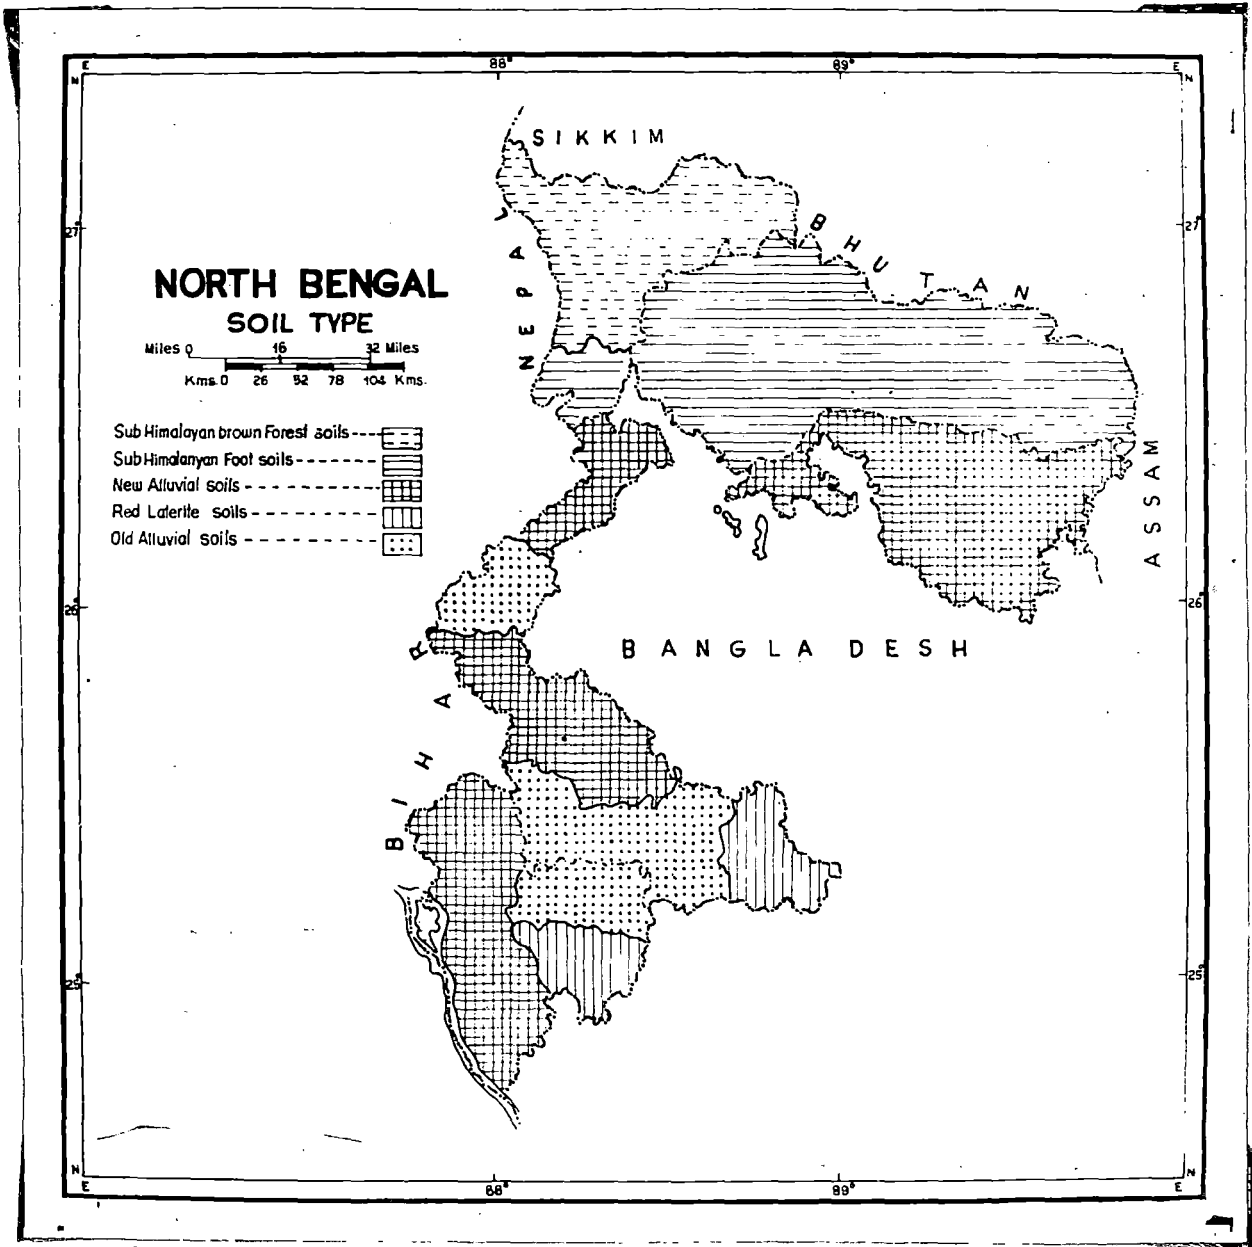 E 88° 89° E
N N
SIKKIM
27° 27°
BHUTAN
NEPAL
NORTH BENGAL
SOIL TYPE
Miles 0 16 32 Miles
Kms. 0 26 52 78 104 Kms.
Sub Himalayan brown Forest soils
Sub Himalanyan Foot soils
New Alluvial soils
Red Laterite soils
Old Alluvial soils
ASSAM
26° 26°
BANGLA DESH
BIHAR
25° 25°
N N
E 88° 89° E